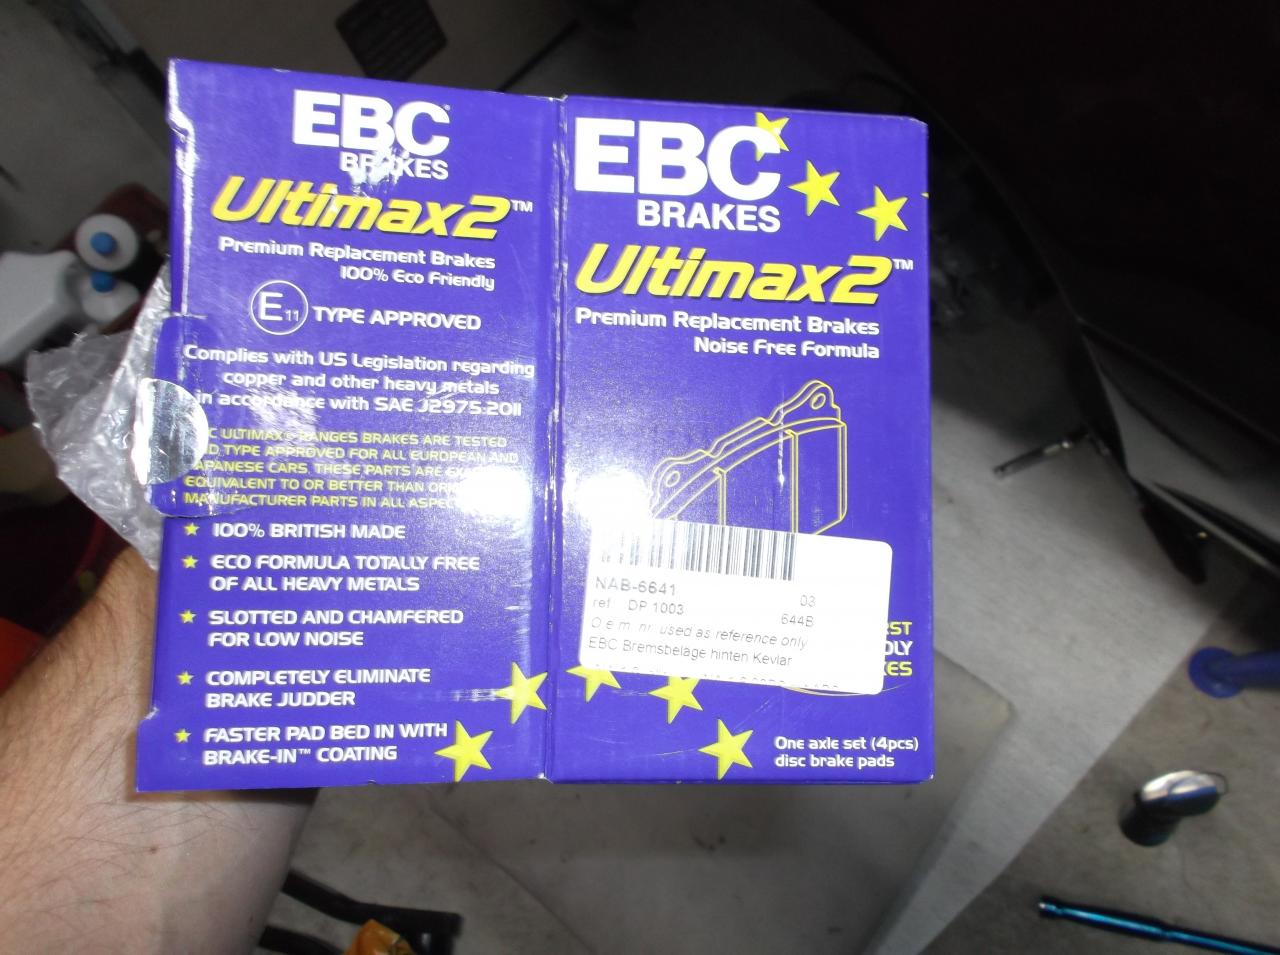 EBC
BRAKES
Ultimax2™
Premium Replacement Brakes
100% Eco Friendly
E11 TYPE APPROVED
Complies with US Legislation regarding
copper and other heavy metals
in accordance with SAE J2975:2011
ULTIMAX2 RANGES BRAKES ARE TESTED
TYPE APPROVED FOR ALL EUROPEAN AND
JAPANESE CARS. THESE PARTS ARE
EQUIVALENT TO OR BETTER THAN
MANUFACTURER PARTS IN ALL
★ 100% BRITISH MADE
★ ECO FORMULA TOTALLY FREE
OF ALL HEAVY METALS
★ SLOTTED AND CHAMFERED
FOR LOW NOISE
★ COMPLETELY ELIMINATE
BRAKE JUDDER
★ FASTER PAD BED IN WITH
BRAKE-IN™ COATING
EBC
BRAKES
Ultimax2™
Premium Replacement Brakes
Noise Free Formula
NAB-6641 03
ref. DP 1003 644B
O.e.m. nr. used as reference only
EBC Bremsbeläge hinten Kevlar
One axle set (4pcs)
disc brake pads